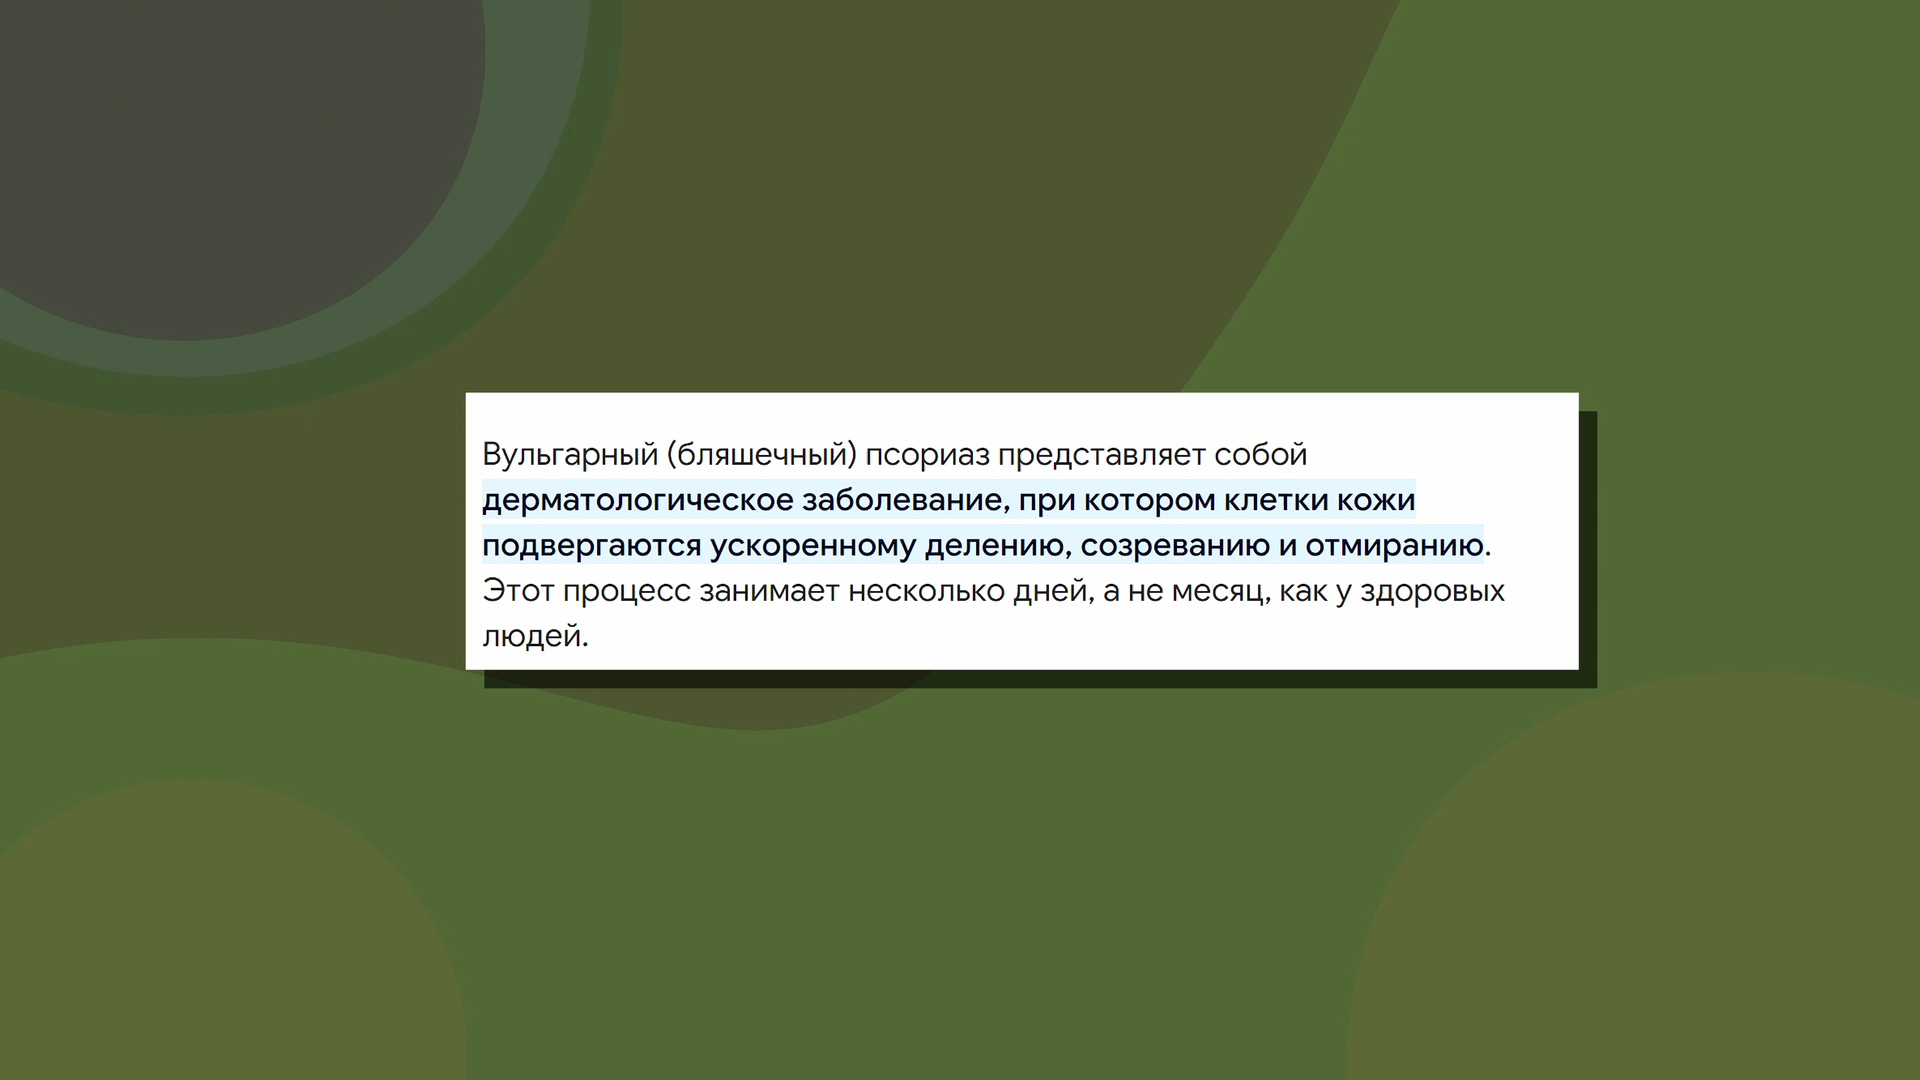 Вульгарный (бляшечный) псориаз представляет собой
дерматологическое заболевание, при котором клетки кожи
подвергаются ускоренному делению, созреванию и отмиранию.
Этот процесс занимает несколько дней, а не месяц, как у здоровых
людей.